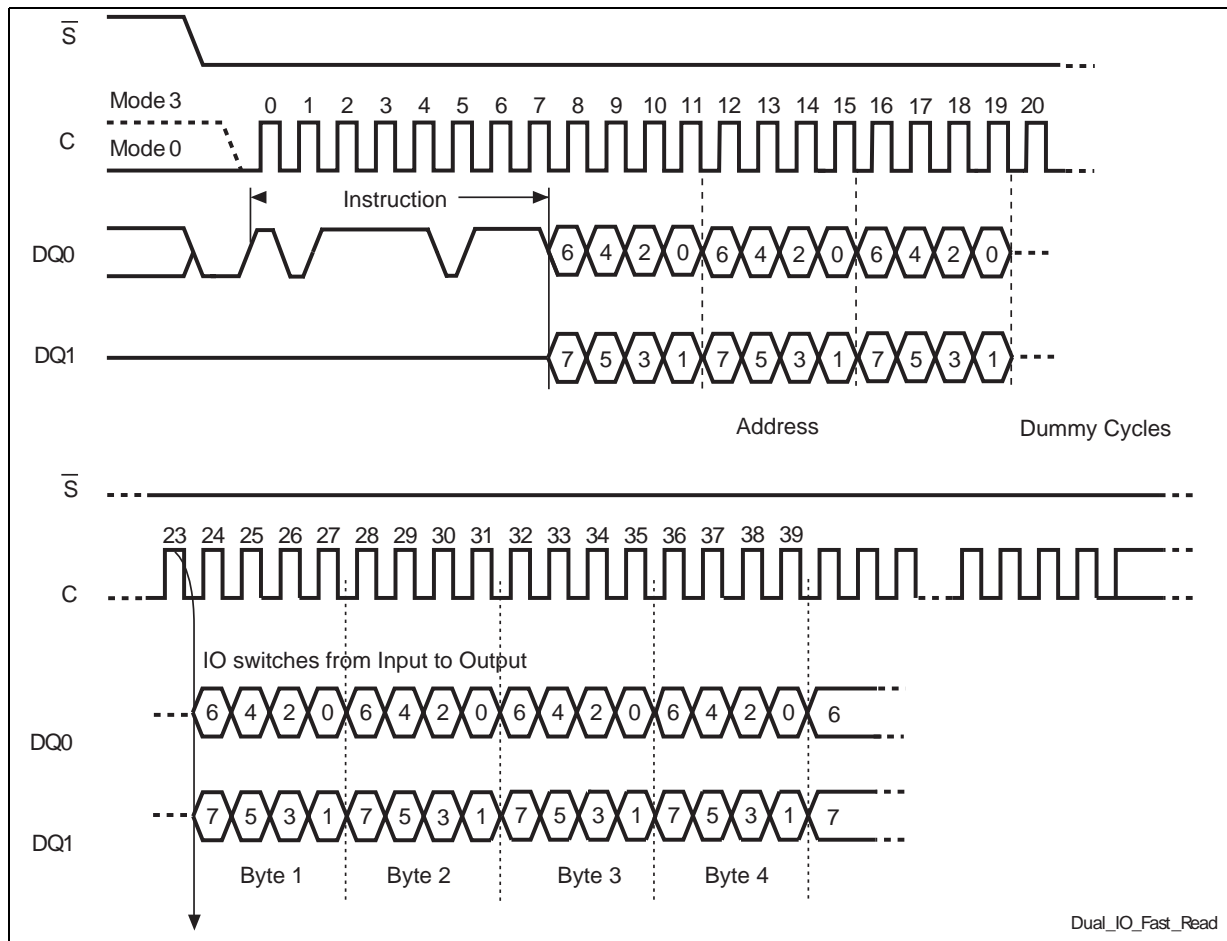 S
Mode 3
0 1 2 3 4 5 6 7 8 9 10 11 12 13 14 15 16 17 18 19 20
C
Mode 0
Instruction
DQ0
6 4 2 0 6 4 2 0 6 4 2 0
DQ1
7 5 3 1 7 5 3 1 7 5 3 1
Address
Dummy Cycles
S
23 24 25 26 27 28 29 30 31 32 33 34 35 36 37 38 39
C
IO switches from Input to Output
6 4 2 0 6 4 2 0 6 4 2 0 6 4 2 0 6
DQ0
7 5 3 1 7 5 3 1 7 5 3 1 7 5 3 1 7
DQ1
Byte 1 Byte 2 Byte 3 Byte 4
Dual_IO_Fast_Read